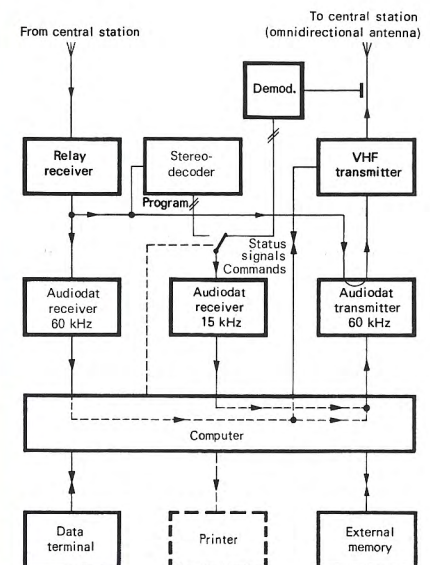 From central station
To central station
(omnidirectional antenna)
Demod.
Relay
receiver
Stereo-
decoder
VHF
transmitter
Program
Status
signals
Commands
Audiodat
receiver
60 kHz
Audiodat
receiver
15 kHz
Audiodat
transmitter
60 kHz
Computer
Data
terminal
Printer
External
memory